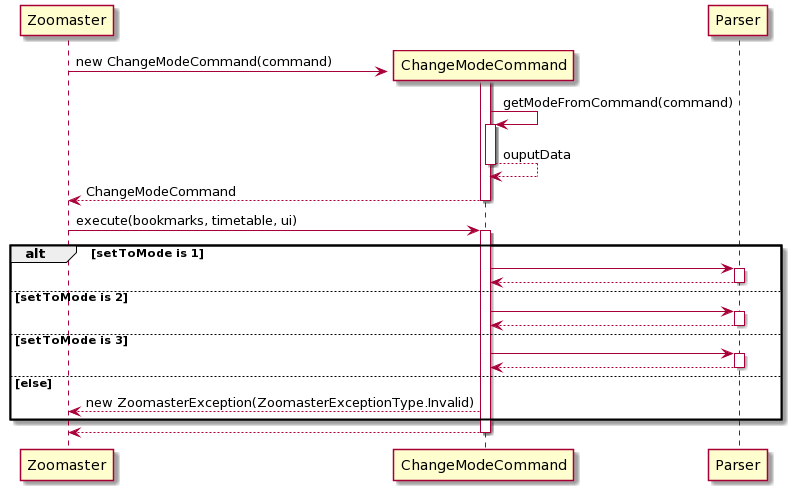 Zoomaster
Parser
ChangeModeCommand
new ChangeModeCommand(command)
getModeFromCommand(command)
ouputData
ChangeModeCommand
execute(bookmarks, timetable, ui)
alt [setToMode is 1]
[setToMode is 2]
[setToMode is 3]
[else]
new ZoomasterException(ZoomasterExceptionType.Invalid)
Zoomaster ChangeModeCommand Parser